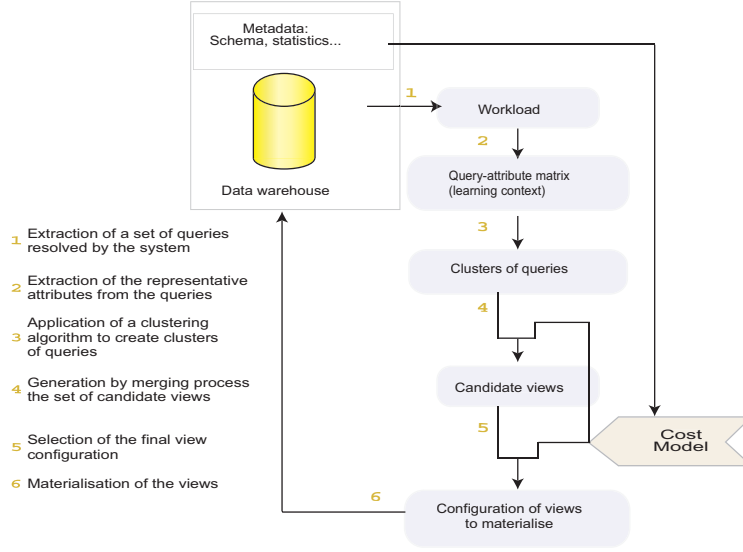 Metadata:
Schema, statistics...
Data warehouse
1
Workload
2
Query-attribute matrix
(learning context)
3
Clusters of queries
4
Candidate views
5
Cost
Model
Configuration of views
to materialise
6
1 Extraction of a set of queries
resolved by the system
2 Extraction of the representative
attributes from the queries
3 Application of a clustering
algorithm to create clusters
of queries
4 Generation by merging process
the set of candidate views
5 Selection of the final view
configuration
6 Materialisation of the views